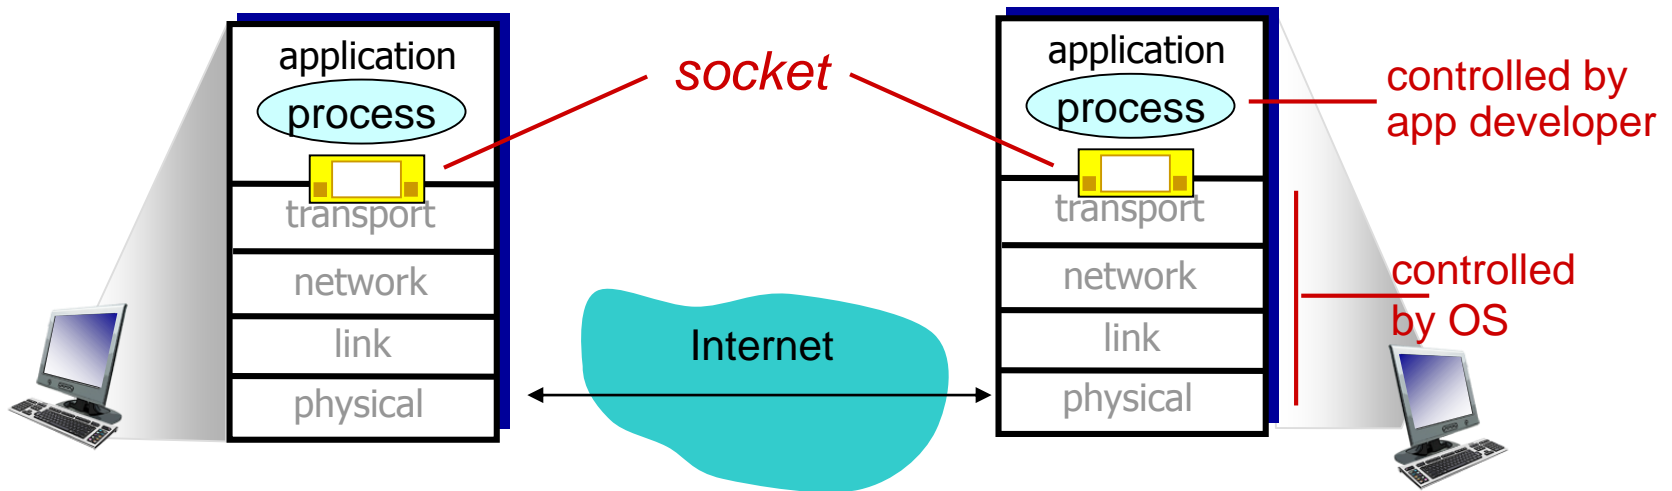 application
process
transport
network
link
physical
socket
Internet
application
process
transport
network
link
physical
controlled by
app developer
controlled
by OS